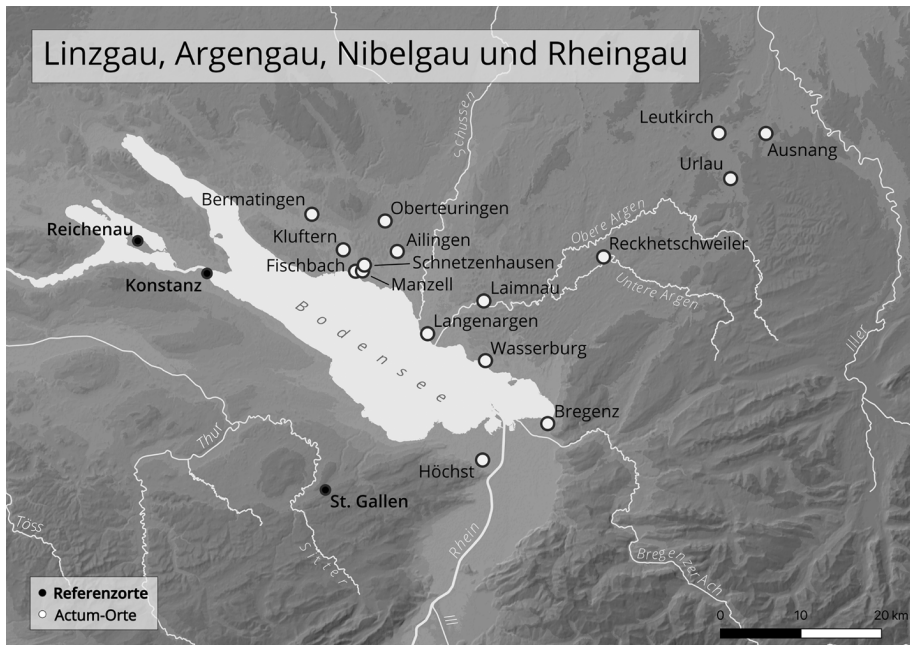 Linzgau, Argengau, Nibelgau und Rheingau
Schussen
Leutkirch
Ausnang
Urlau
Bermatingen
Oberteuringen
Obere Argen
Reichenau
Kluftern
Ailingen
Reckhetschweiler
Fischbach
Schnetzenhausen
Konstanz
Manzell
Laimnau
Untere Argen
Bodensee
Langenargen
Iller
Wasserburg
Bregenz
Thur
Höchst
St. Gallen
Töss
Rhein
Sitter
Bregenzer Ach
Ill
Referenzorte
Actum-Orte
0 10 20 km